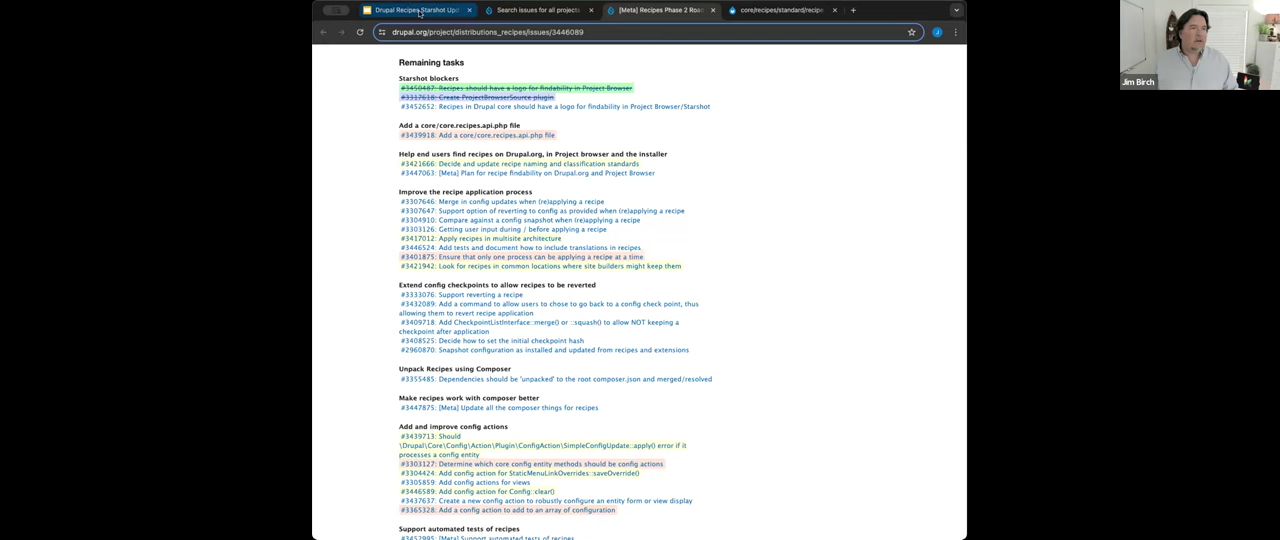 Drupal Recipes Starshot Upd
Search issues for all projects
[Meta] Recipes Phase 2 Roa
core/recipes/standard/recipe
drupal.org/project/distributions_recipes/issues/3446089
Jim Birch
Remaining tasks
Starshot blockers
#3450487: Recipes should have a logo for findability in Project Browser
#3317618: Create ProjectBrowserSource plugin
#3452652: Recipes in Drupal core should have a logo for findability in Project Browser/Starshot
Add a core/core.recipes.api.php file
#3439918: Add a core/core.recipes.api.php file
Help end users find recipes on Drupal.org, in Project browser and the installer
#3421666: Decide and update recipe naming and classification standards
#3447063: [Meta] Plan for recipe findability on Drupal.org and Project Browser
Improve the recipe application process
#3307646: Merge in config updates when (re)applying a recipe
#3307647: Support option of reverting to config as provided when (re)applying a recipe
#3304910: Compare against a config snapshot when (re)applying a recipe
#3303126: Getting user input during / before applying a recipe
#3417012: Apply recipes in multisite architecture
#3446524: Add tests and document how to include translations in recipes
#3401875: Ensure that only one process can be applying a recipe at a time
#3421942: Look for recipes in common locations where site builders might keep them
Extend config checkpoints to allow recipes to be reverted
#3333076: Support reverting a recipe
#3432089: Add a command to allow users to chose to go back to a config check point, thus
allowing them to revert recipe application
#3409718: Add CheckpointListInterface::merge() or ::squash() to allow NOT keeping a
checkpoint after application
#3408525: Decide how to set the initial checkpoint hash
#2960870: Snapshot configuration as installed and updated from recipes and extensions
Unpack Recipes using Composer
#3355485: Dependencies should be 'unpacked' to the root composer.json and merged/resolved
Make recipes work with composer better
#3447875: [Meta] Update all the composer things for recipes
Add and improve config actions
#3439713: Should
\Drupal\Core\Config\Action\Plugin\ConfigAction\SimpleConfigUpdate::apply() error if it
processes a config entity
#3303127: Determine which core config entity methods should be config actions
#3304424: Add config action for StaticMenuLinkOverrides::saveOverride()
#3305859: Add config actions for views
#3446589: Add config action for Config::clear()
#3437637: Create a new config action to robustly configure an entity form or view display
#3365328: Add a config action to add to an array of configuration
Support automated tests of recipes
#3452995: [Meta] Support automated tests of recipes